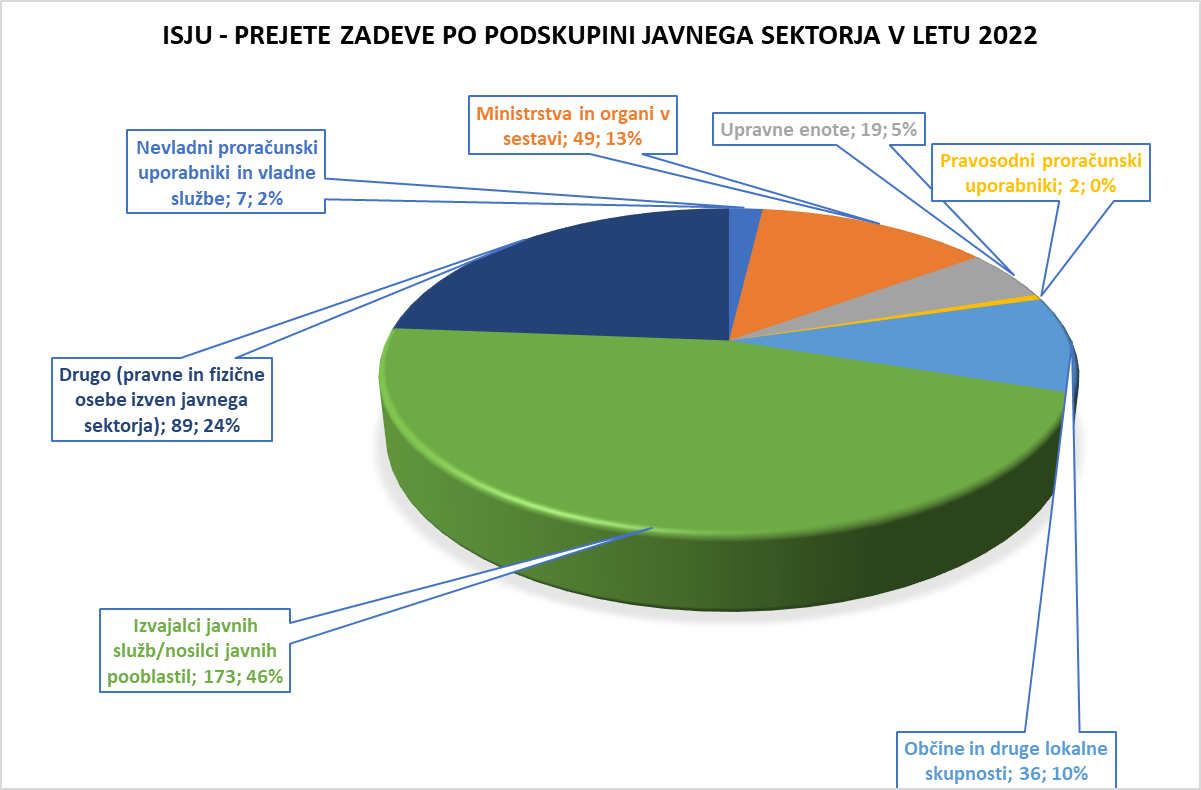 ISJU - PREJETE ZADEVE PO PODSKUPINI JAVNEGA SEKTORJA V LETU 2022
Ministrstva in organi v
sestavi; 49; 13%
Upravne enote; 19; 5%
Nevladni proračunski
uporabniki in vladne
službe; 7; 2%
Pravosodni proračunski
uporabniki; 2; 0%
Drugo (pravne in fizične
osebe izven javnega
sektorja); 89; 24%
Izvajalci javnih
služb/nosilci javnih
pooblastil; 173; 46%
Občine in druge lokalne
skupnosti; 36; 10%